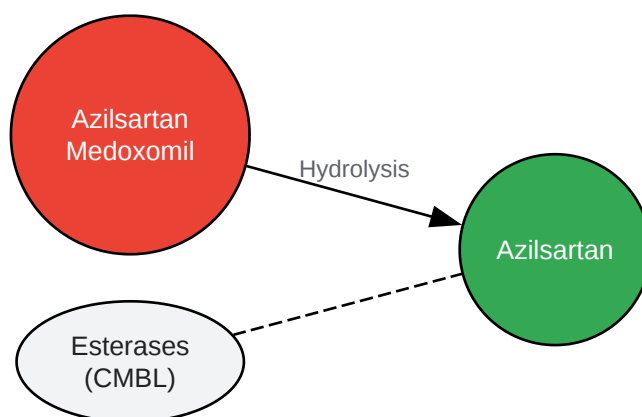 Azilsartan
Medoxomil
Hydrolysis
Azilsartan
Esterases
(CMBL)